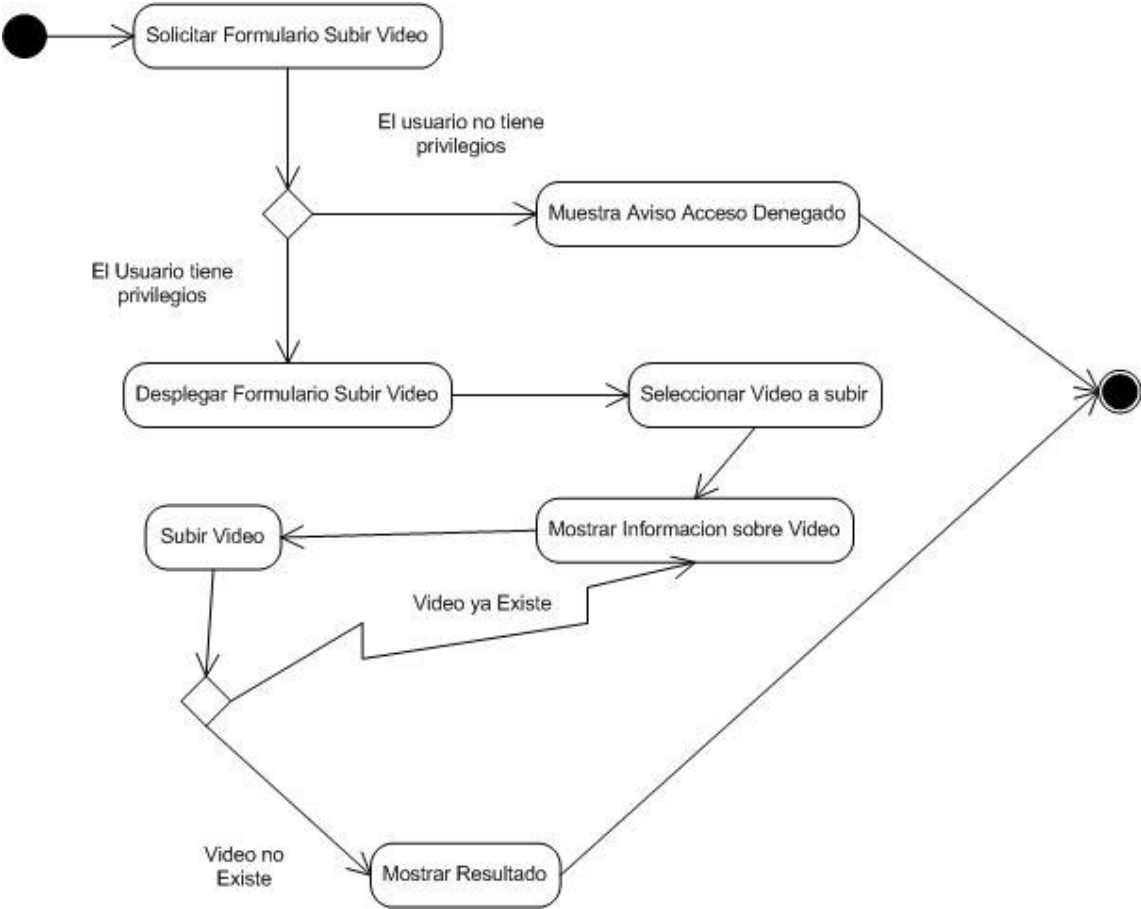 Solicitar Formulario Subir Video
El usuario no tiene
privilegios
Muestra Aviso Acceso Denegado
El Usuario tiene
privilegios
Desplegar Formulario Subir Video
Seleccionar Video a subir
Mostrar Informacion sobre Video
Subir Video
Video ya Existe
Video no
Existe
Mostrar Resultado